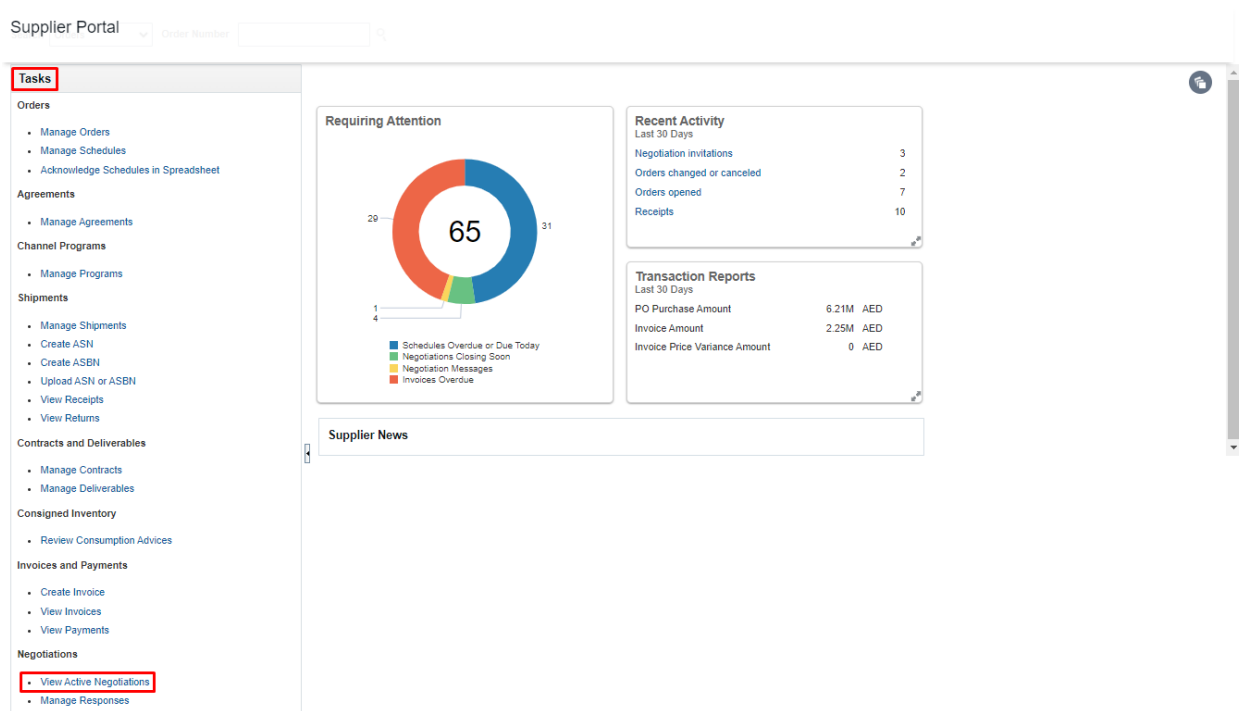 Supplier Portal
Order Number
Tasks
Orders
Manage Orders
Manage Schedules
Acknowledge Schedules in Spreadsheet
Agreements
Manage Agreements
Channel Programs
Manage Programs
Shipments
Manage Shipments
Create ASN
Create ASBN
Upload ASN or ASBN
View Receipts
View Returns
Contracts and Deliverables
Manage Contracts
Manage Deliverables
Consigned Inventory
Review Consumption Advices
Invoices and Payments
Create Invoice
View Invoices
View Payments
Negotiations
View Active Negotiations
Manage Responses
Requiring Attention
29
65
31
1
4
Schedules Overdue or Due Today
Negotiations Closing Soon
Negotiation Messages
Invoices Overdue
Recent Activity
Last 30 Days
Negotiation invitations 3
Orders changed or canceled 2
Orders opened 7
Receipts 10
Transaction Reports
Last 30 Days
PO Purchase Amount 6.21M AED
Invoice Amount 2.25M AED
Invoice Price Variance Amount 0 AED
Supplier News